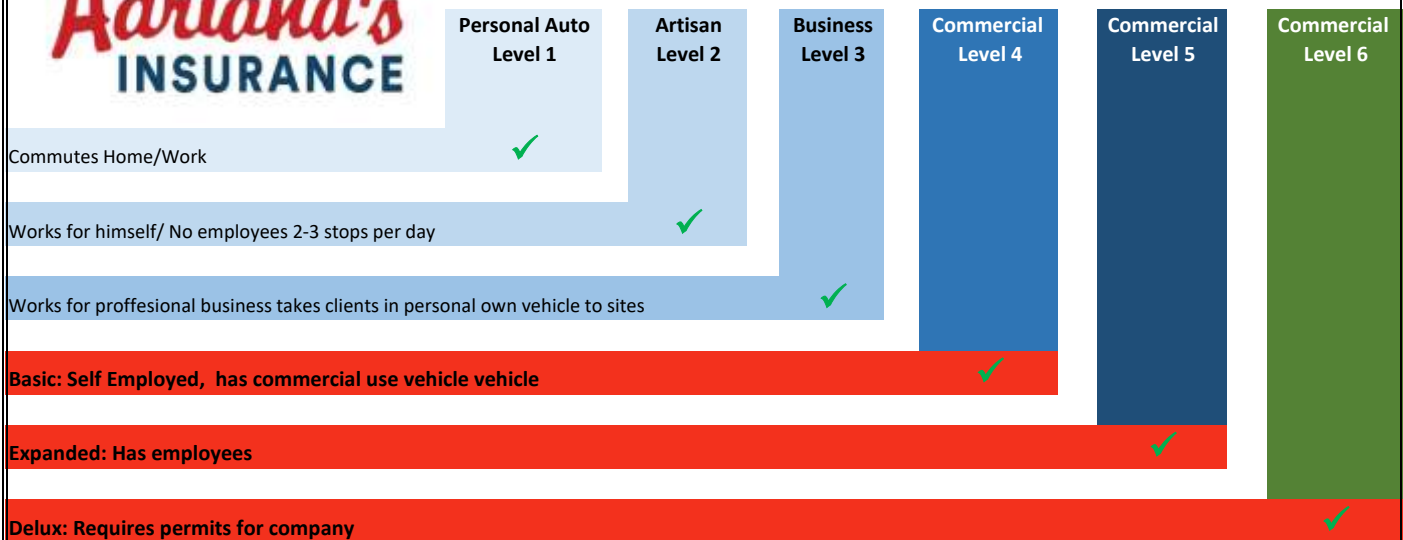 Adriana's
INSURANCE
Personal Auto
Level 1
Artisan
Level 2
Business
Level 3
Commercial
Level 4
Commercial
Level 5
Commercial
Level 6
Commutes Home/Work
Works for himself/ No employees 2-3 stops per day
Works for proffesional business takes clients in personal own vehicle to sites
Basic: Self Employed, has commercial use vehicle vehicle
Expanded: Has employees
Delux: Requires permits for company